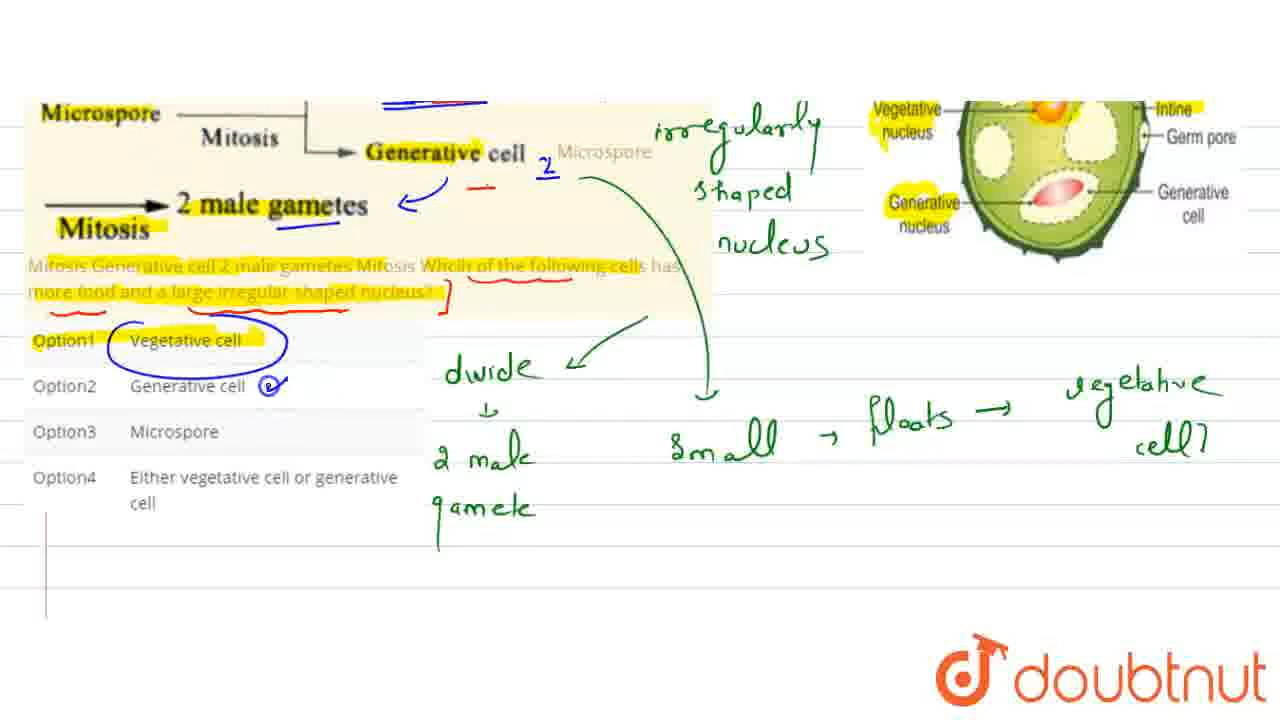 Microspore
Mitosis
Generative cell
2
Microspore
2 male gametes
Mitosis
Mitosis Generative cell 2 male gametes Mitosis Which of the following cells has
more food and a large irregular shaped nucleus?
Option1 Vegetative cell
Option2 Generative cell
Option3 Microspore
Option4 Either vegetative cell or generative
cell
irregularly
shaped
nucleus
Vegetative
nucleus
Intine
Germ pore
Generative
nucleus
Generative
cell
divide
2 male
gamete
small → floats → vegetative
cell
doubtnut